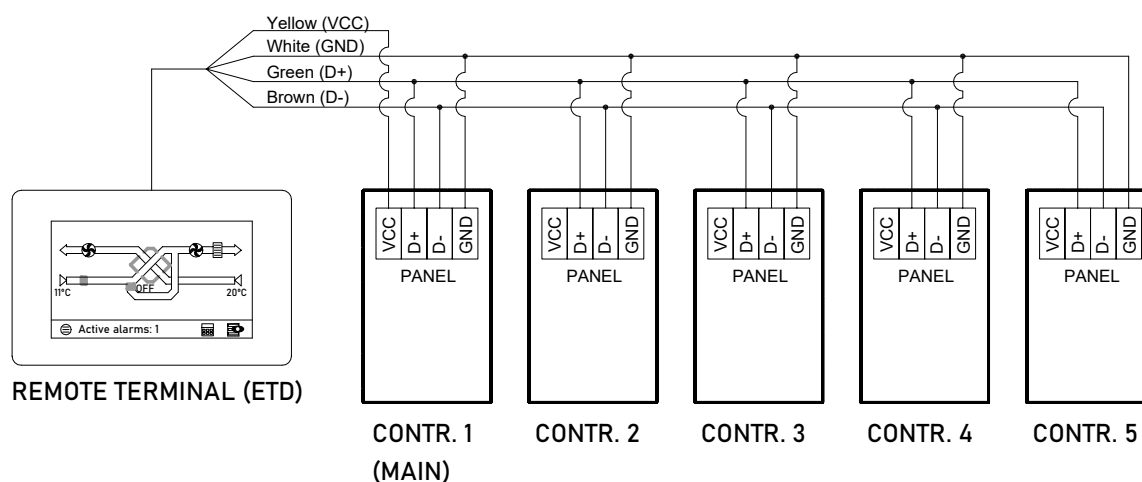 Yellow (VCC)
White (GND)
Green (D+)
Brown (D-)
VCC D+ D- GND
PANEL
VCC D+ D- GND
PANEL
VCC D+ D- GND
PANEL
VCC D+ D- GND
PANEL
VCC D+ D- GND
PANEL
11°C
OFF
20°C
Active alarms: 1
REMOTE TERMINAL (ETD)
CONTR. 1
(MAIN)
CONTR. 2
CONTR. 3
CONTR. 4
CONTR. 5